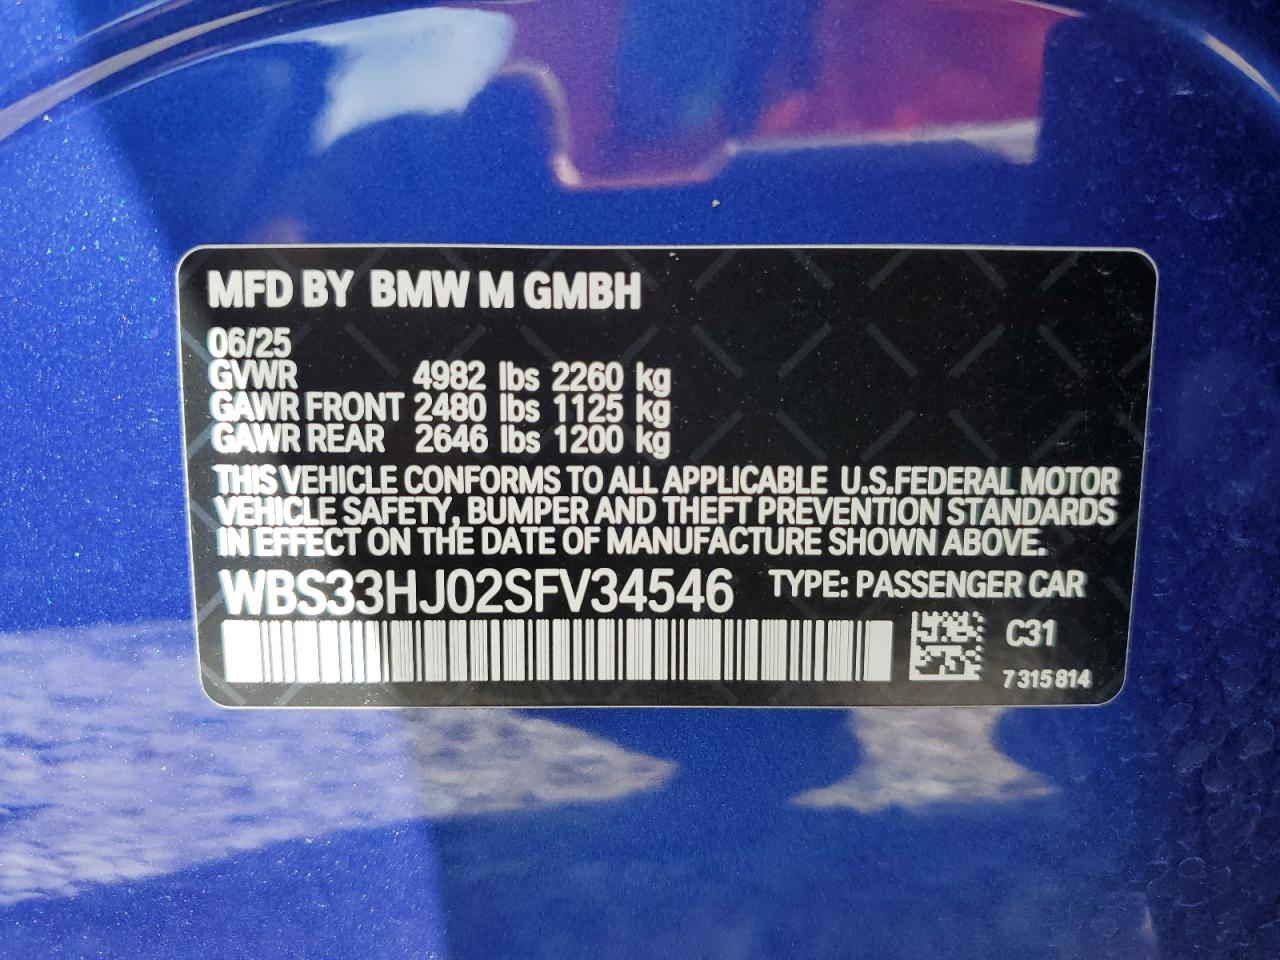 MFD BY BMW M GMBH
06/25
GVWR 4982 lbs 2260 kg
GAWR FRONT 2480 lbs 1125 kg
GAWR REAR 2646 lbs 1200 kg
THIS VEHICLE CONFORMS TO ALL APPLICABLE U.S.FEDERAL MOTOR
VEHICLE SAFETY, BUMPER AND THEFT PREVENTION STANDARDS
IN EFFECT ON THE DATE OF MANUFACTURE SHOWN ABOVE.
WBS33HJ02SFV34546 TYPE: PASSENGER CAR
C31
7 315 814